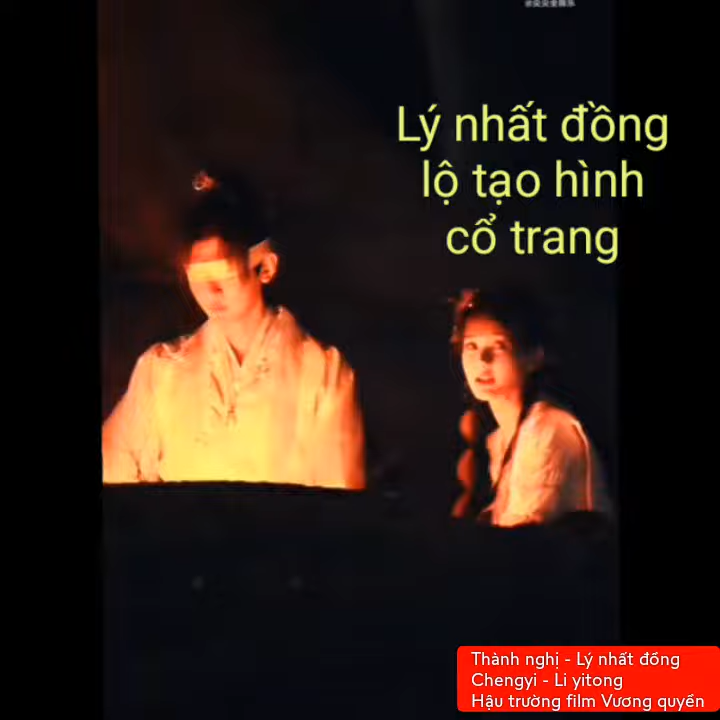 Lý nhất đồng
lộ tạo hình
cổ trang
Thành nghị - Lý nhất đồng
Chengyi - Li yitong
Hậu trường film Vương quyền